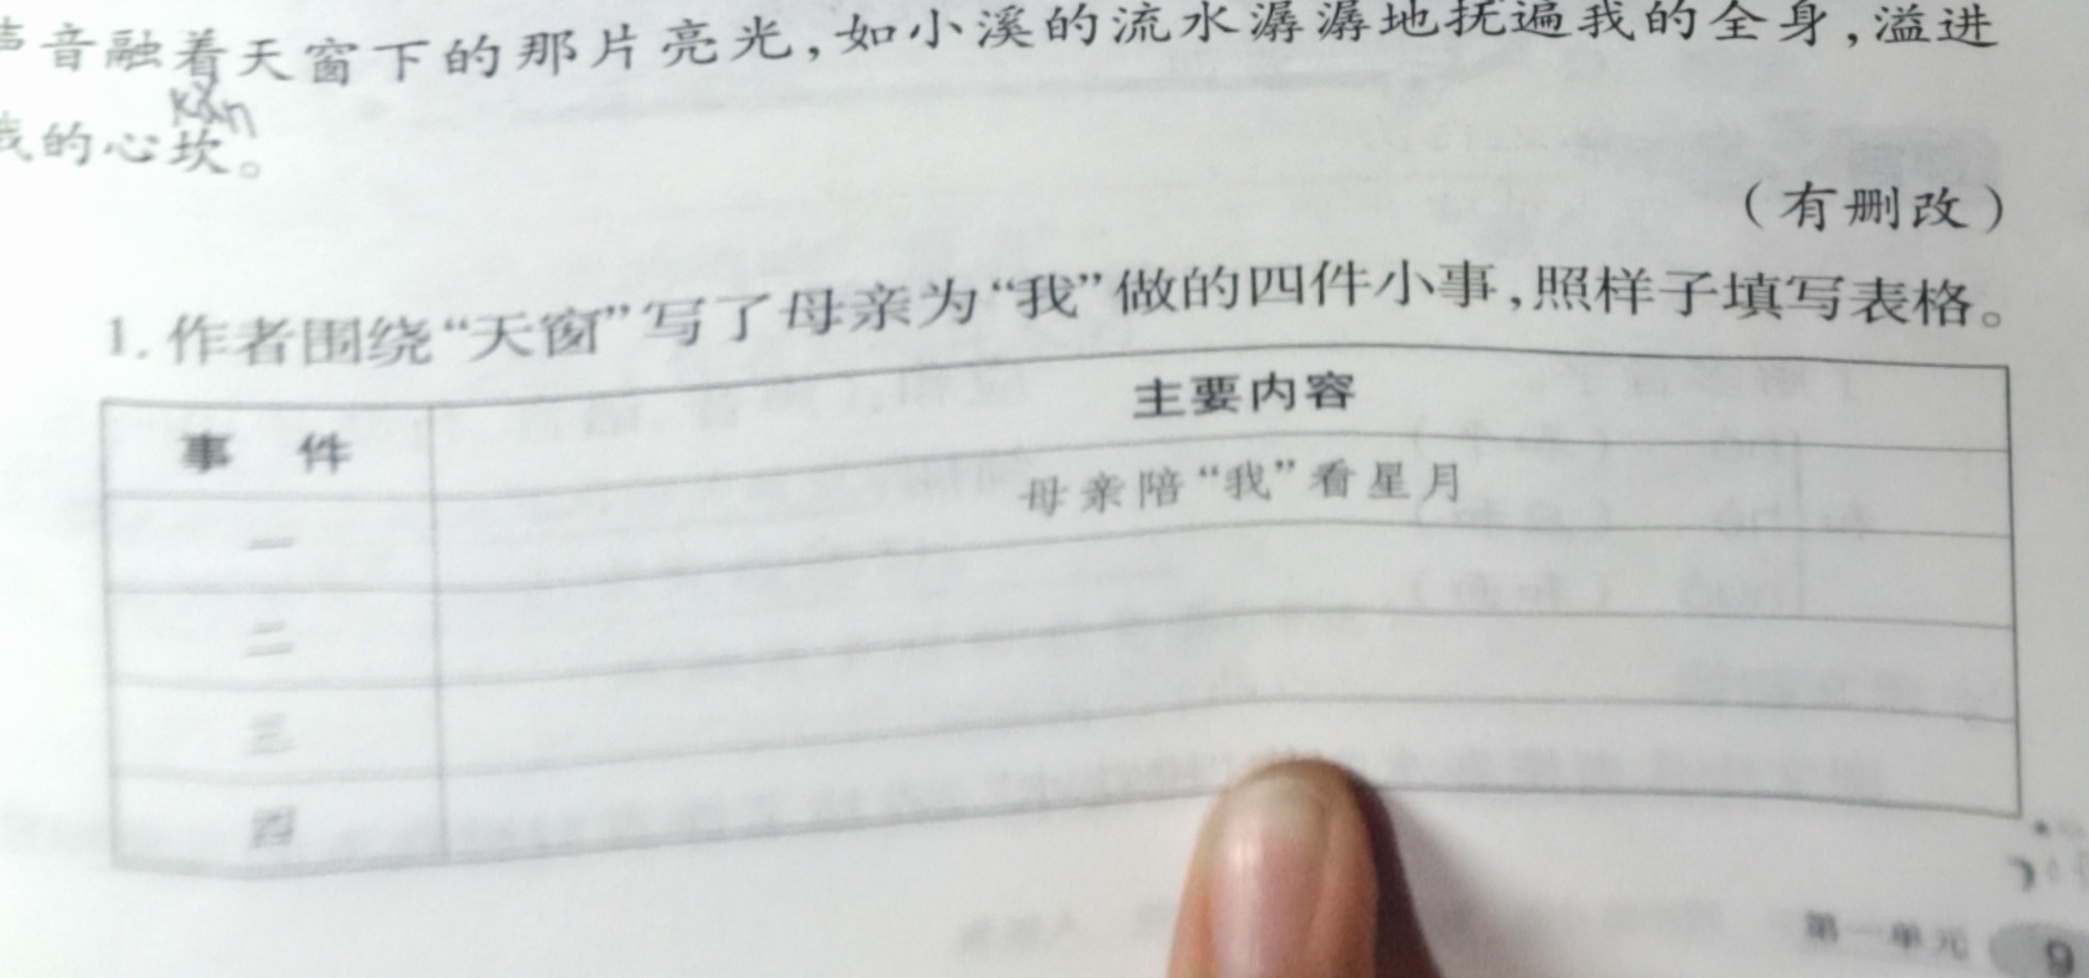 声音融着天窗下的那片亮光，如小溪的流水潺潺地抚遍我的全身，溢进
kǎn
我的心坎。
（有删改）
1. 作者围绕“天窗”写了母亲为“我”做的四件小事，照样子填写表格。
事 件 主要内容
一 母亲陪“我”看星月
二
三
四
第一单元 9